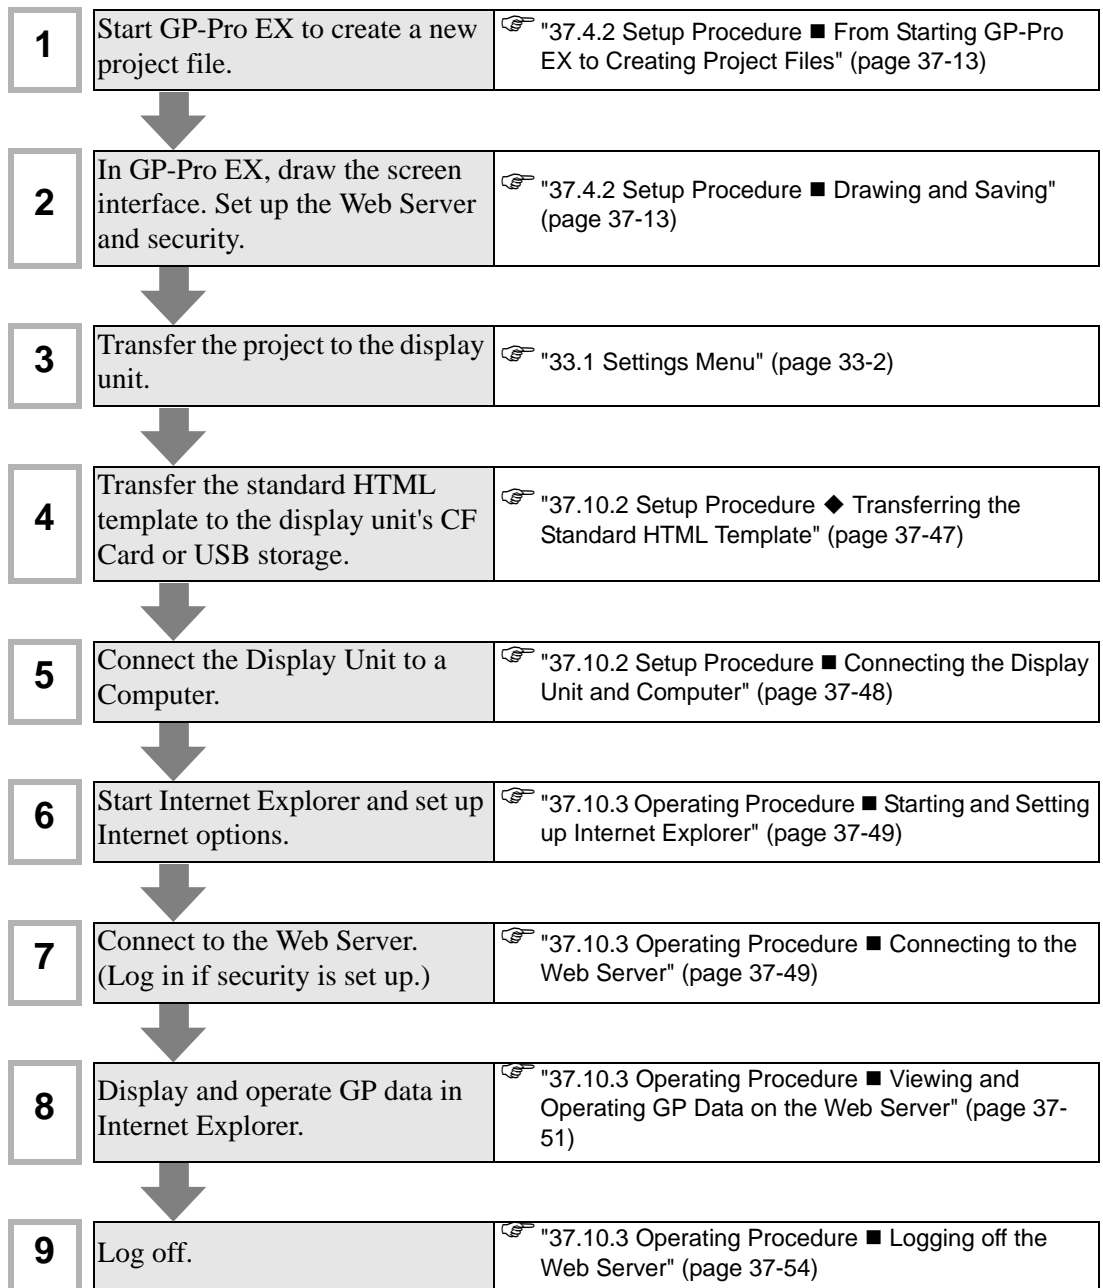 1
Start GP-Pro EX to create a new
project file.
☞ "37.4.2 Setup Procedure ■ From Starting GP-Pro
EX to Creating Project Files" (page 37-13)
2
In GP-Pro EX, draw the screen
interface. Set up the Web Server
and security.
☞ "37.4.2 Setup Procedure ■ Drawing and Saving"
(page 37-13)
3
Transfer the project to the display
unit.
☞ "33.1 Settings Menu" (page 33-2)
4
Transfer the standard HTML
template to the display unit's CF
Card or USB storage.
☞ "37.10.2 Setup Procedure ◆ Transferring the
Standard HTML Template" (page 37-47)
5
Connect the Display Unit to a
Computer.
☞ "37.10.2 Setup Procedure ■ Connecting the Display
Unit and Computer" (page 37-48)
6
Start Internet Explorer and set up
Internet options.
☞ "37.10.3 Operating Procedure ■ Starting and Setting
up Internet Explorer" (page 37-49)
7
Connect to the Web Server.
(Log in if security is set up.)
☞ "37.10.3 Operating Procedure ■ Connecting to the
Web Server" (page 37-49)
8
Display and operate GP data in
Internet Explorer.
☞ "37.10.3 Operating Procedure ■ Viewing and
Operating GP Data on the Web Server" (page 37-
51)
9
Log off.
☞ "37.10.3 Operating Procedure ■ Logging off the
Web Server" (page 37-54)